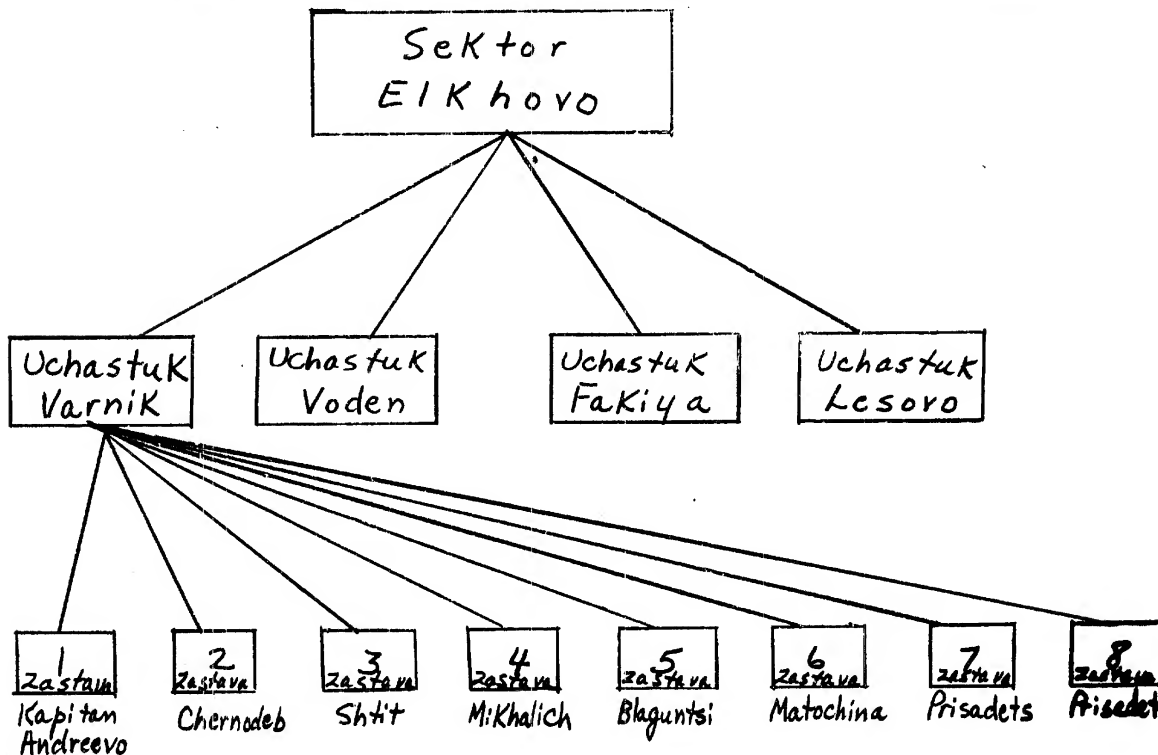 Sektor
Elkhovo
Uchastuk
Varnik
Uchastuk
Voden
Uchastuk
Fakiya
Uchastuk
Lesovo
1
zastava
2
zastava
3
zastava
4
zastava
5
zastava
6
zastava
7
zastava
8
zastava
Kapitan
Andreevo
Chernodeb
Shtit
Mikhalich
Blaguntsi
Matochina
Prisadets
Prisadet